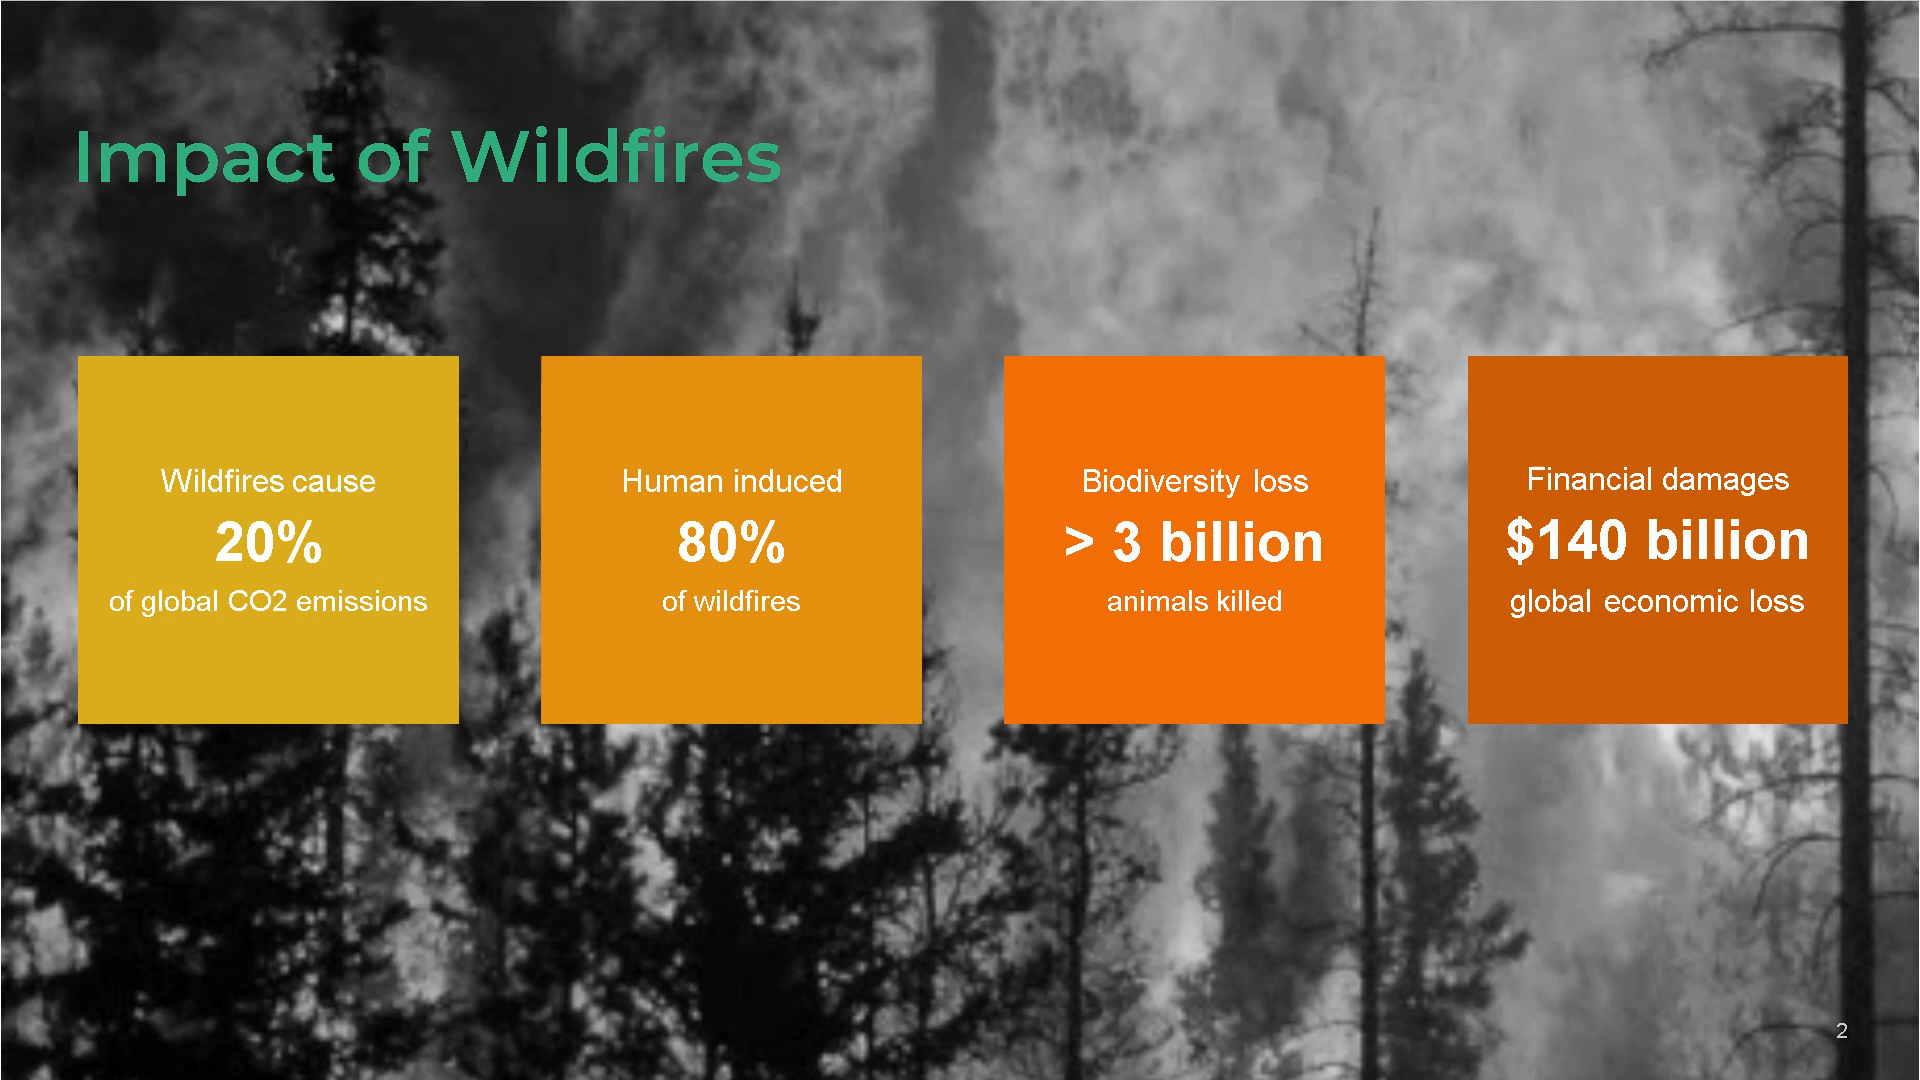 Impact of Wildfires
Wildfires cause
20%
of global CO2 emissions
Human induced
80%
of wildfires
Biodiversity loss
> 3 billion
animals killed
Financial damages
$140 billion
global economic loss
2